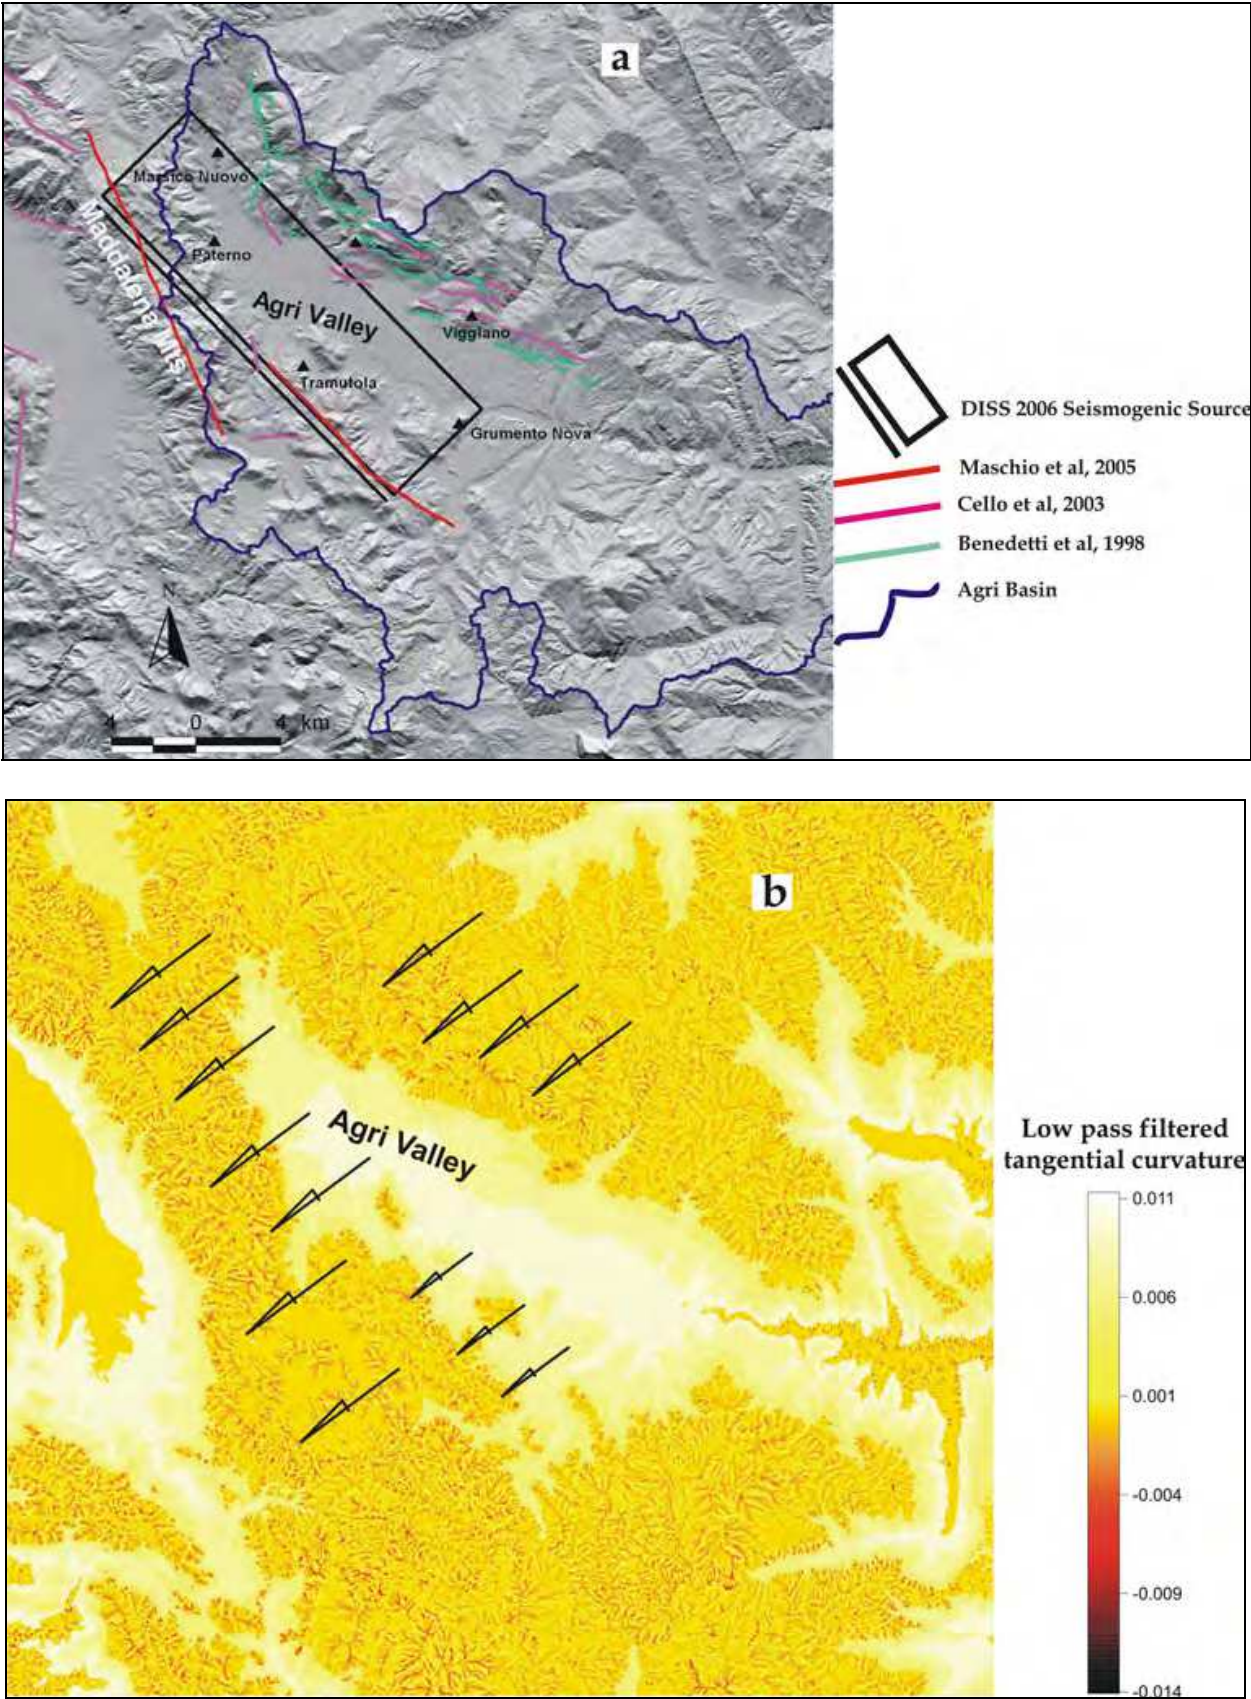 a
Marsico Nuovo
Maddalena Mts.
Paterno
Agri Valley
Viggiano
Tramutola
Grumento Nova
N
4 0 4 km
DISS 2006 Seismogenic Source
Maschio et al, 2005
Cello et al, 2003
Benedetti et al, 1998
Agri Basin
b
Agri Valley
Low pass filtered
tangential curvature
0.011
0.006
0.001
-0.004
-0.009
-0.014